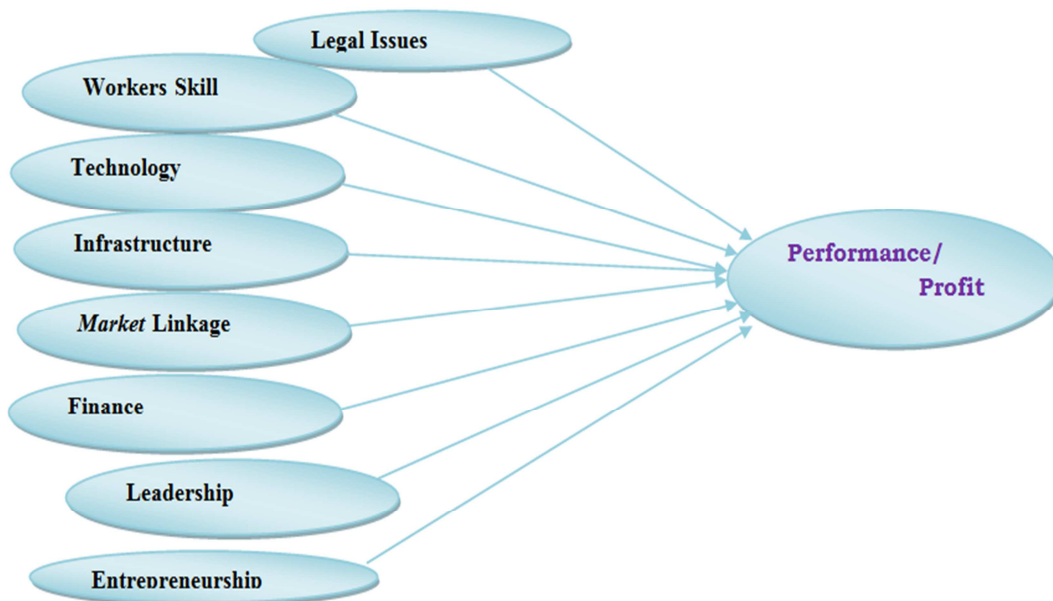 Legal Issues
Workers Skill
Technology
Infrastructure
Market Linkage
Finance
Leadership
Entrepreneurship
Performance/
Profit